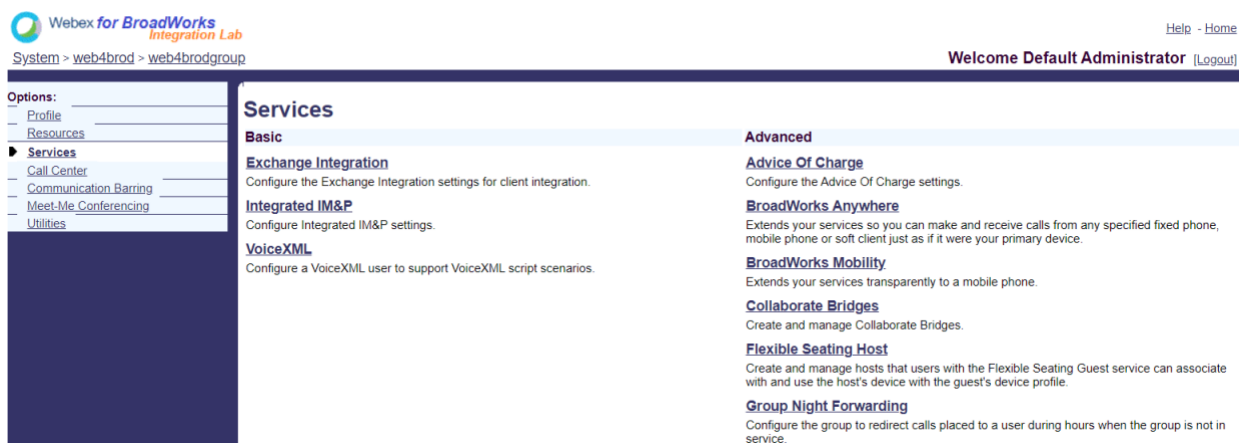 Webex for BroadWorks
Integration Lab
Help - Home
System > web4brod > web4brodgroup
Welcome Default Administrator [Logout]
Options:
Profile
Resources
Services
Call Center
Communication Barring
Meet-Me Conferencing
Utilities
Services
Basic
Exchange Integration
Configure the Exchange Integration settings for client integration.
Integrated IM&P
Configure Integrated IM&P settings.
VoiceXML
Configure a VoiceXML user to support VoiceXML script scenarios.
Advanced
Advice Of Charge
Configure the Advice Of Charge settings.
BroadWorks Anywhere
Extends your services so you can make and receive calls from any specified fixed phone,
mobile phone or soft client just as if it were your primary device.
BroadWorks Mobility
Extends your services transparently to a mobile phone.
Collaborate Bridges
Create and manage Collaborate Bridges.
Flexible Seating Host
Create and manage hosts that users with the Flexible Seating Guest service can associate
with and use the host's device with the guest's device profile.
Group Night Forwarding
Configure the group to redirect calls placed to a user during hours when the group is not in
service.